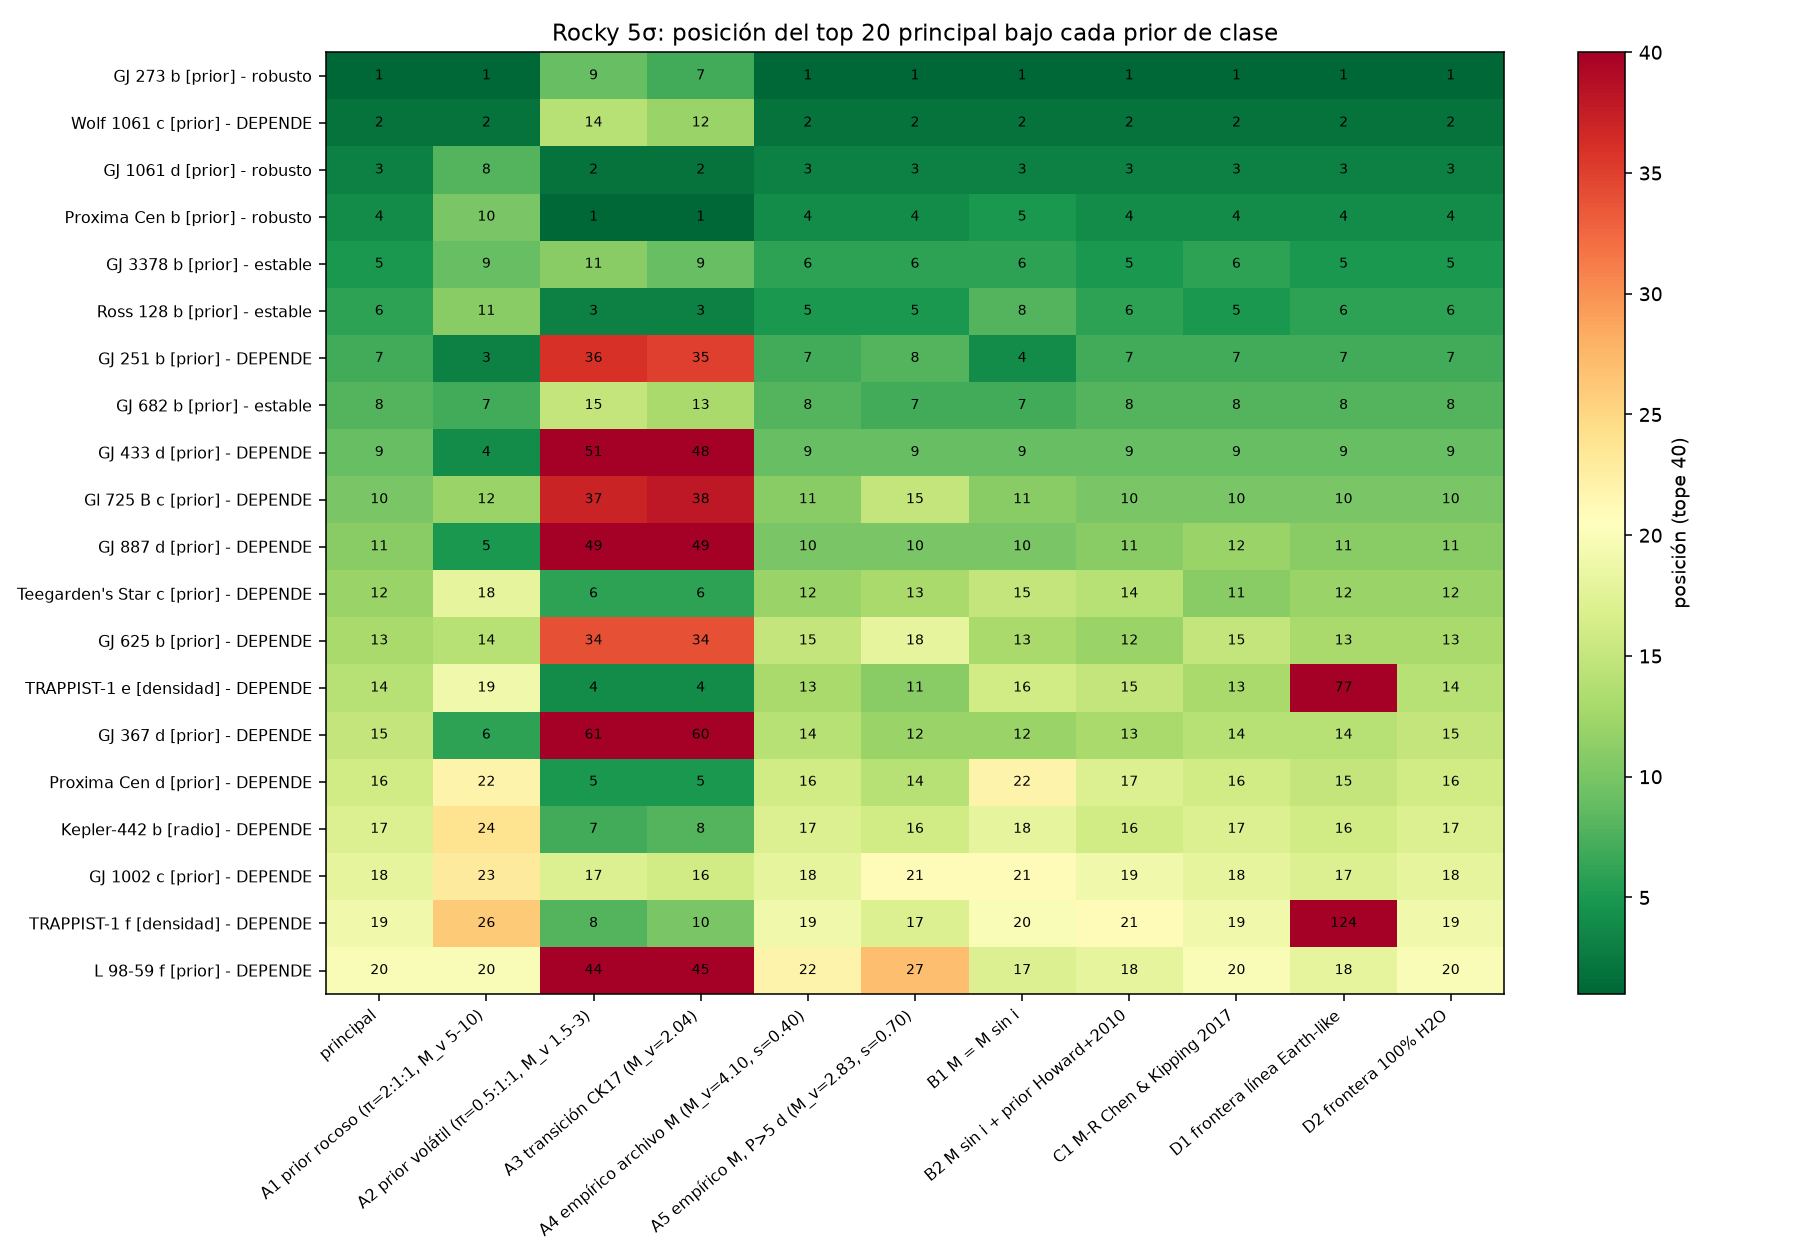 Rocky 5σ: posición del top 20 principal bajo cada prior de clase
GJ 273 b [prior] - robusto 1 1 9 7 1 1 1 1 1 1 1
Wolf 1061 c [prior] - DEPENDE 2 2 14 12 2 2 2 2 2 2 2
GJ 1061 d [prior] - robusto 3 8 2 2 3 3 3 3 3 3 3
Proxima Cen b [prior] - robusto 4 10 1 1 4 4 5 4 4 4 4
GJ 3378 b [prior] - estable 5 9 11 9 6 6 6 5 6 5 5
Ross 128 b [prior] - estable 6 11 3 3 5 5 8 6 5 6 6
GJ 251 b [prior] - DEPENDE 7 3 36 35 7 8 4 7 7 7 7
GJ 682 b [prior] - estable 8 7 15 13 8 7 7 8 8 8 8
GJ 433 d [prior] - DEPENDE 9 4 51 48 9 9 9 9 9 9 9
Gl 725 B c [prior] - DEPENDE 10 12 37 38 11 15 11 10 10 10 10
GJ 887 d [prior] - DEPENDE 11 5 49 49 10 10 10 11 12 11 11
Teegarden's Star c [prior] - DEPENDE 12 18 6 6 12 13 15 14 11 12 12
GJ 625 b [prior] - DEPENDE 13 14 34 34 15 18 13 12 15 13 13
TRAPPIST-1 e [densidad] - DEPENDE 14 19 4 4 13 11 16 15 13 77 14
GJ 367 d [prior] - DEPENDE 15 6 61 60 14 12 12 13 14 14 15
Proxima Cen d [prior] - DEPENDE 16 22 5 5 16 14 22 17 16 15 16
Kepler-442 b [radio] - DEPENDE 17 24 7 8 17 16 18 16 17 16 17
GJ 1002 c [prior] - DEPENDE 18 23 17 16 18 21 21 19 18 17 18
TRAPPIST-1 f [densidad] - DEPENDE 19 26 8 10 19 17 20 21 19 124 19
L 98-59 f [prior] - DEPENDE 20 20 44 45 22 27 17 18 20 18 20
principal
A1 prior rocoso (π=2:1:1, M_v 5-10)
A2 prior volátil (π=0.5:1:1, M_v 1.5-3)
A3 transición CK17 (M_v=2.04)
A4 empírico archivo M (M_v=4.10, s=0.40)
A5 empírico M, P>5 d (M_v=2.83, s=0.70)
B1 M = M sin i
B2 M sin i + prior Howard+2010
C1 M-R Chen & Kipping 2017
D1 frontera línea Earth-like
D2 frontera 100% H2O
40
35
30
25
20
15
10
5
posición (tope 40)